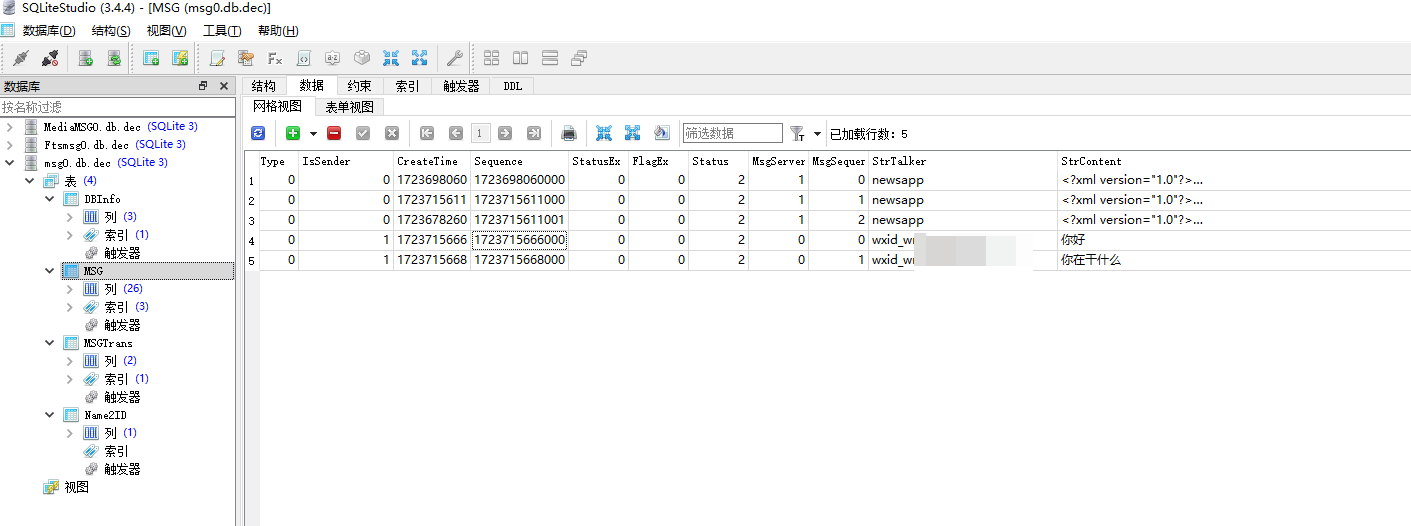 SQLiteStudio (3.4.4) - [MSG (msg0.db.dec)]
数据库(D) 结构(S) 视图(V) 工具(T) 帮助(H)
数据库
按名称过滤
MediaMSG0.db.dec (SQLite 3)
Ftsmsg0.db.dec (SQLite 3)
msg0.db.dec (SQLite 3)
表 (4)
DBInfo
列 (3)
索引 (1)
触发器
MSG
列 (26)
索引 (3)
触发器
MSGTrans
列 (2)
索引 (1)
触发器
Name2ID
列 (1)
索引
触发器
视图
结构 数据 约束 索引 触发器 DDL
网格视图 表单视图
1 筛选数据 已加载行数: 5
Type IsSender CreateTime Sequence StatusEx FlagEx Status MsgServer MsgSequer StrTalker StrContent
1 0 0 1723698060 1723698060000 0 0 2 1 0 newsapp <?xml version="1.0"?>...
2 0 0 1723715611 1723715611000 0 0 2 1 1 newsapp <?xml version="1.0"?>...
3 0 0 1723678260 1723715611001 0 0 2 1 2 newsapp <?xml version="1.0"?>...
4 0 1 1723715666 1723715666000 0 0 2 0 0 wxid_w 你好
5 0 1 1723715668 1723715668000 0 0 2 0 1 wxid_w 你在干什么